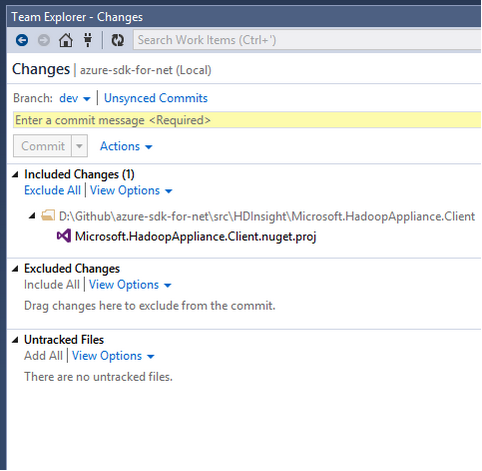 Team Explorer - Changes
Search Work Items (Ctrl+')
Changes | azure-sdk-for-net (Local)
Branch: dev | Unsynced Commits
Enter a commit message <Required>
Commit Actions
Included Changes (1)
Exclude All | View Options
D:\Github\azure-sdk-for-net\src\HDInsight\Microsoft.HadoopAppliance.Client
Microsoft.HadoopAppliance.Client.nuget.proj
Excluded Changes
Include All | View Options
Drag changes here to exclude from the commit.
Untracked Files
Add All | View Options
There are no untracked files.